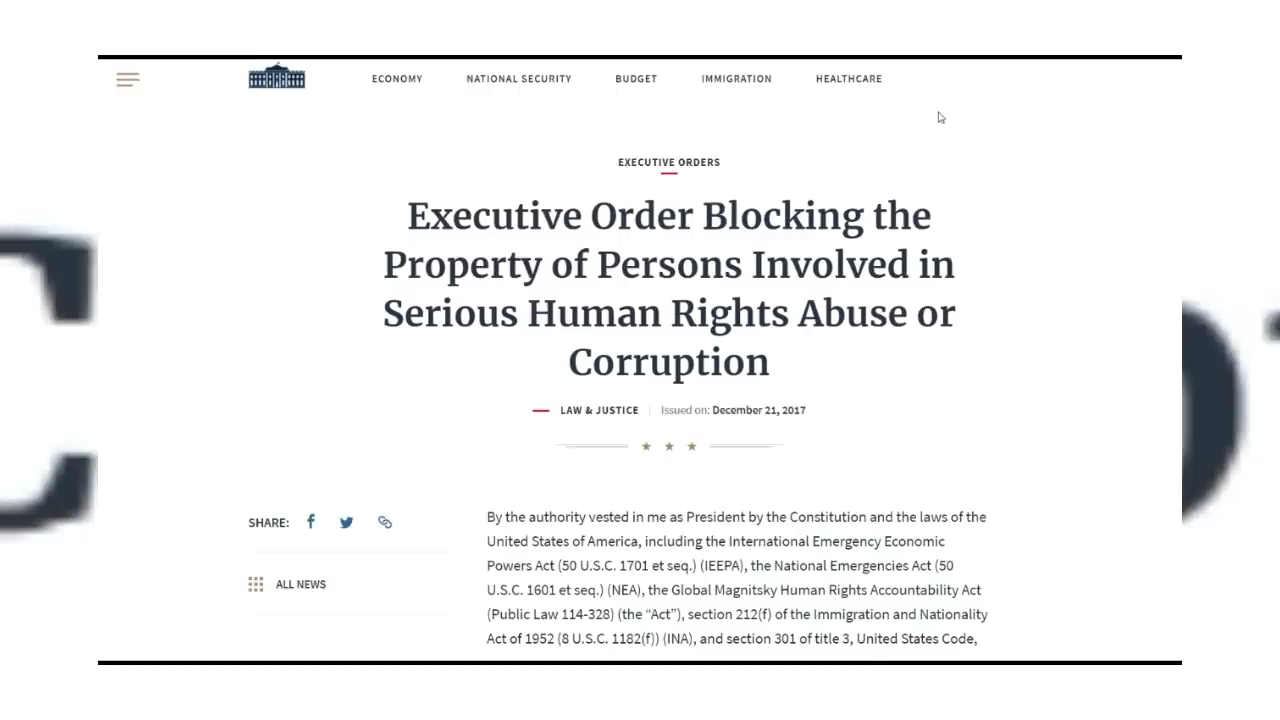 ECONOMY NATIONAL SECURITY BUDGET IMMIGRATION HEALTHCARE
EXECUTIVE ORDERS
Executive Order Blocking the
Property of Persons Involved in
Serious Human Rights Abuse or
Corruption
LAW & JUSTICE Issued on: December 21, 2017
SHARE:
ALL NEWS
By the authority vested in me as President by the Constitution and the laws of the
United States of America, including the International Emergency Economic
Powers Act (50 U.S.C. 1701 et seq.) (IEEPA), the National Emergencies Act (50
U.S.C. 1601 et seq.) (NEA), the Global Magnitsky Human Rights Accountability Act
(Public Law 114-328) (the “Act”), section 212(f) of the Immigration and Nationality
Act of 1952 (8 U.S.C. 1182(f)) (INA), and section 301 of title 3, United States Code,